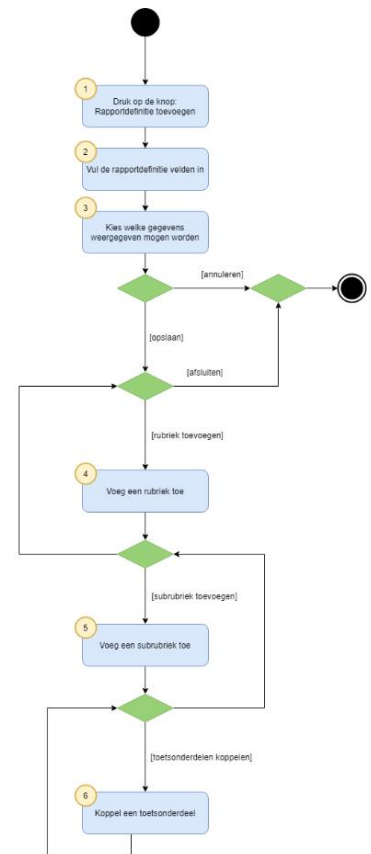 1
Druk op de knop:
Rapportdefinitie toevoegen
2
Vul de rapportdefinitie velden in
3
Kies welke gegevens
weergegeven mogen worden
[annuleren]
[opslaan]
[afsluiten]
[rubriek toevoegen]
4
Voeg een rubriek toe
[subrubriek toevoegen]
5
Voeg een subrubriek toe
[toetsonderdelen koppelen]
6
Koppel een toetsonderdeel